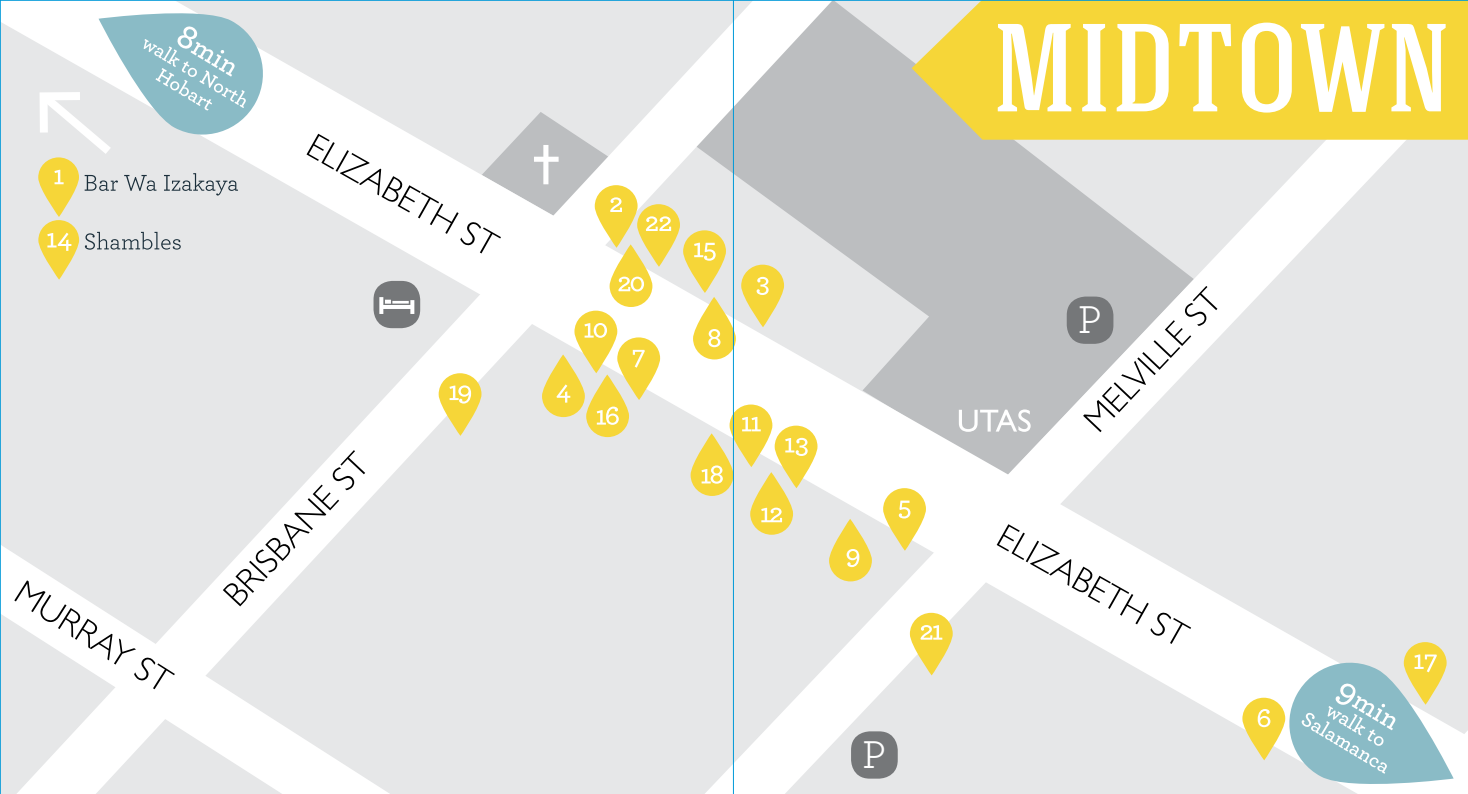 MIDTOWN
8min
walk to North
Hobart
ELIZABETH ST
1
Bar Wa Izakaya
14
Shambles
2
22
15
20
3
8
P
10
7
19
4
16
MELVILLE ST
UTAS
11
13
18
12
5
9
BRISBANE ST
ELIZABETH ST
MURRAY ST
21
17
6
9min
walk to
Salamanca
P